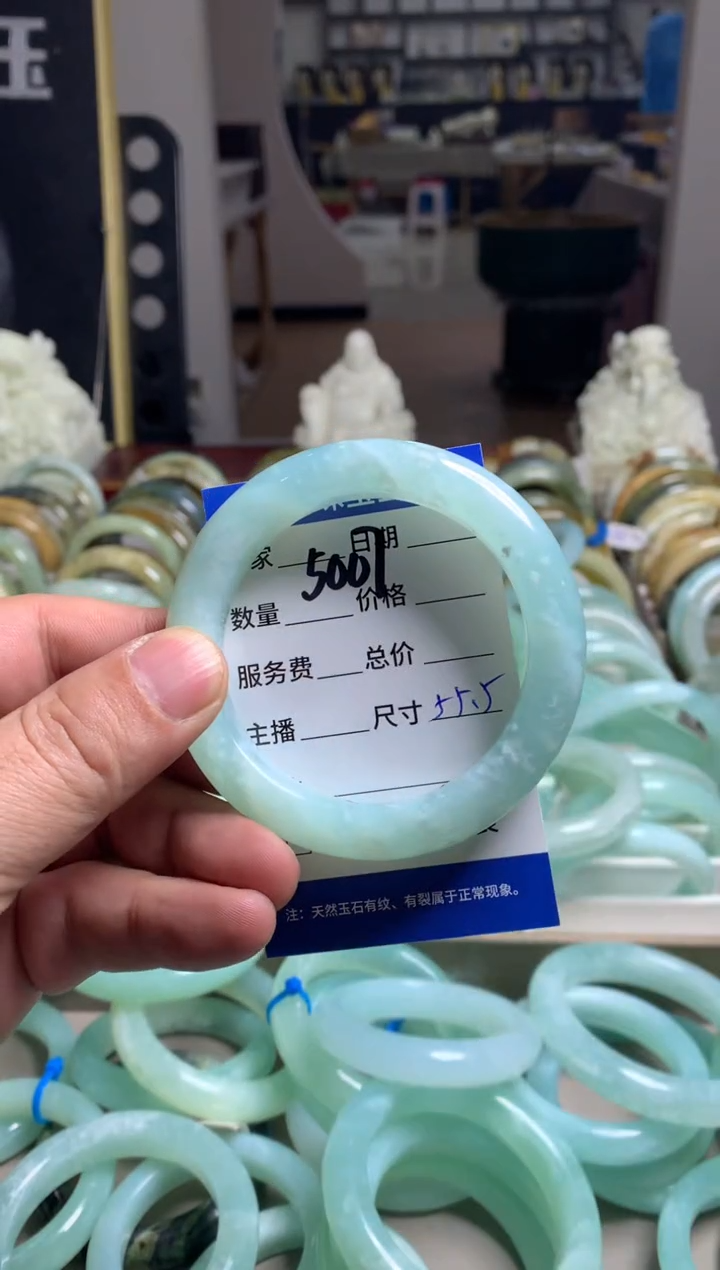 玉
家 日期
5007
数量 价格
服务费 总价
主播 尺寸 55.5
注：天然玉石有纹、有裂属于正常现象。